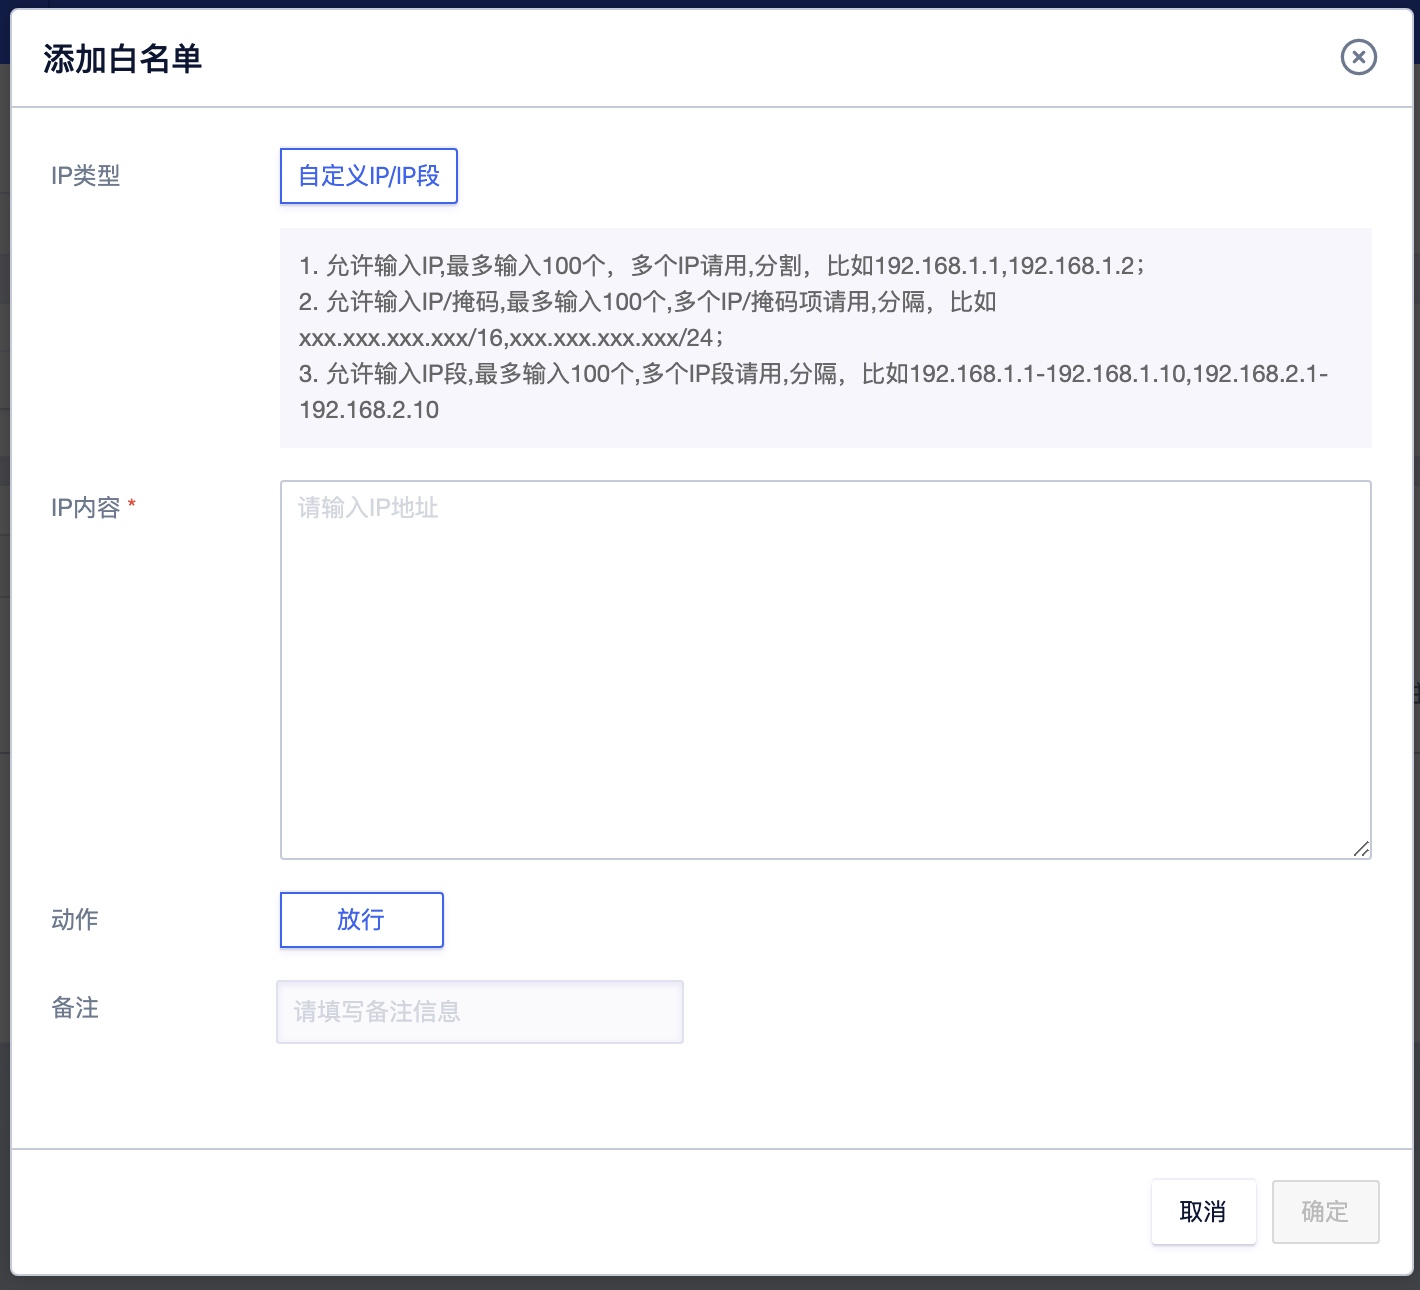 添加白名单
IP类型
自定义IP/IP段
1. 允许输入IP,最多输入100个，多个IP请用,分割，比如192.168.1.1,192.168.1.2；
2. 允许输入IP/掩码,最多输入100个,多个IP/掩码项请用,分隔，比如
xxx.xxx.xxx.xxx/16,xxx.xxx.xxx.xxx/24；
3. 允许输入IP段,最多输入100个,多个IP段请用,分隔，比如192.168.1.1-192.168.1.10,192.168.2.1-
192.168.2.10
IP内容 *
请输入IP地址
动作
放行
备注
请填写备注信息
取消
确定